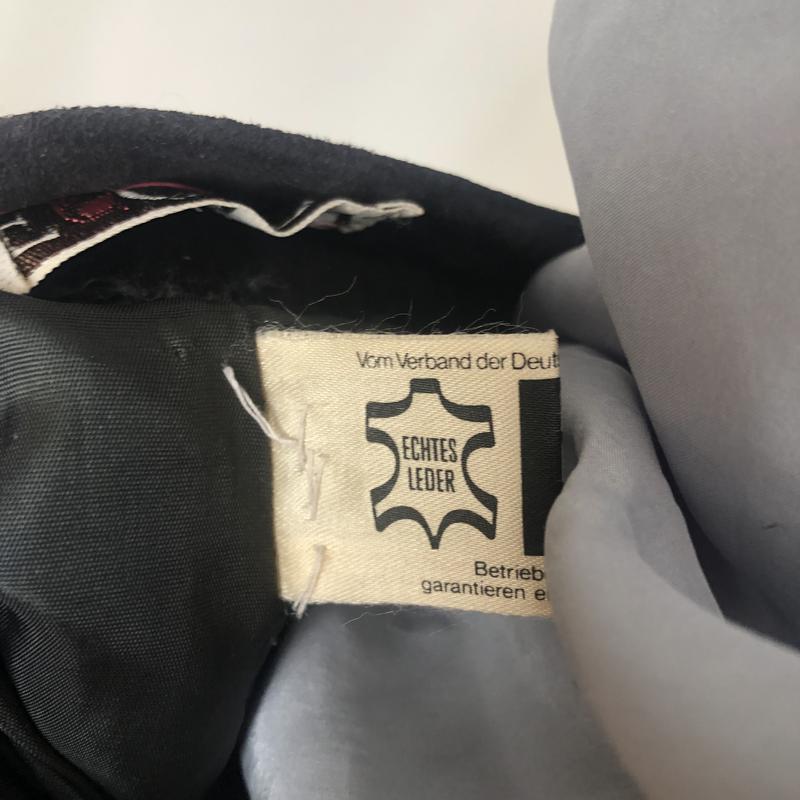 Vom Verband der Deut
ECHTES
LEDER
Betrieb
garantieren e